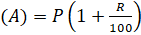 (A) = P(1 + R/100)